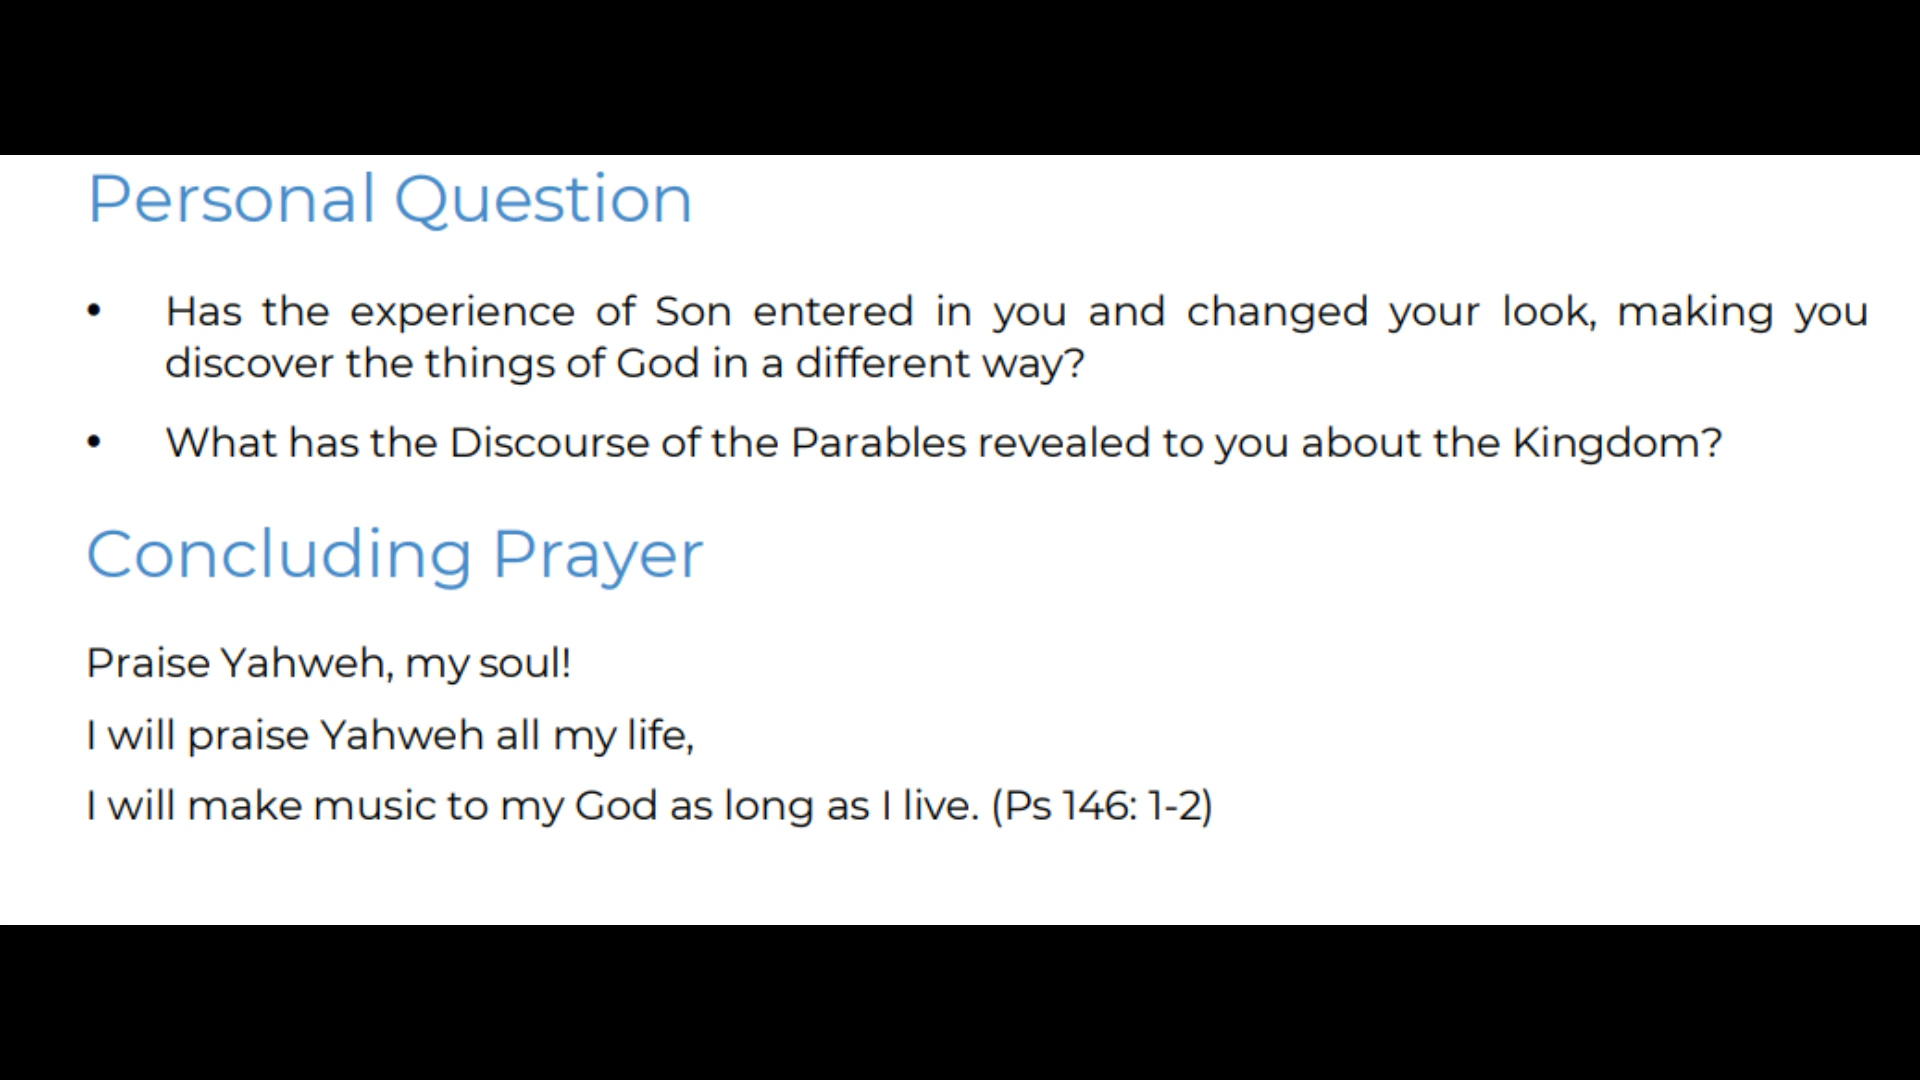 Personal Question
• Has the experience of Son entered in you and changed your look, making you
discover the things of God in a different way?
• What has the Discourse of the Parables revealed to you about the Kingdom?
Concluding Prayer
Praise Yahweh, my soul!
I will praise Yahweh all my life,
I will make music to my God as long as I live. (Ps 146: 1-2)